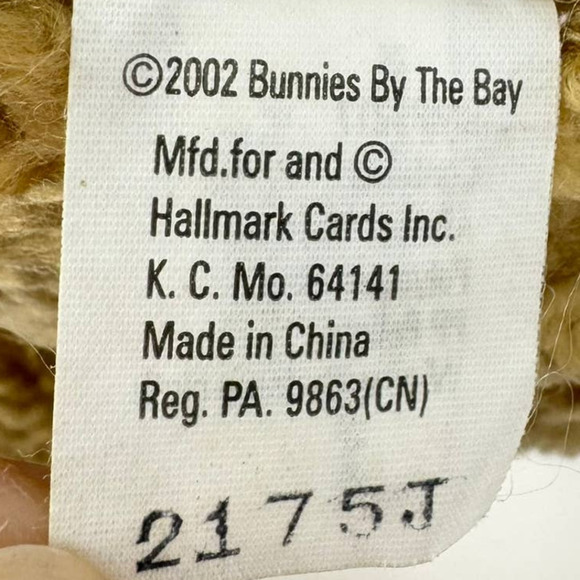 ©2002 Bunnies By The Bay
Mfd.for and ©
Hallmark Cards Inc.
K. C. Mo. 64141
Made in China
Reg. PA. 9863(CN)
2175J